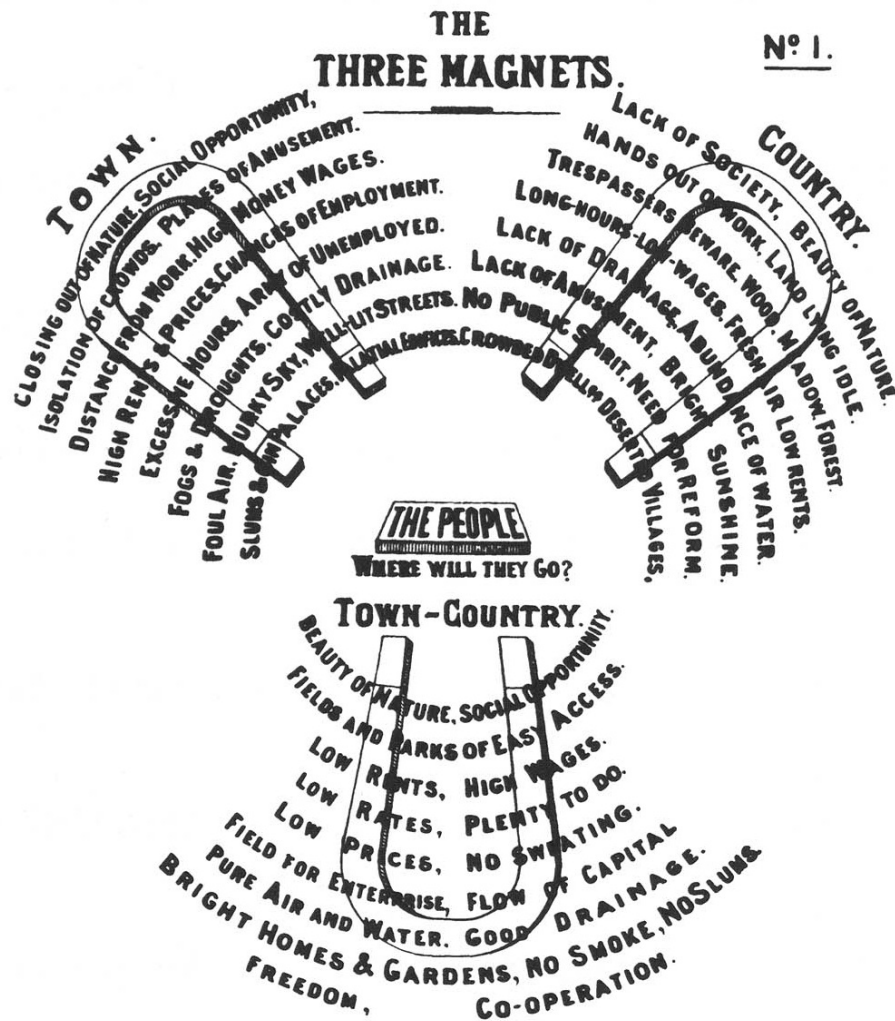 THE
THREE MAGNETS.
Nº 1.
TOWN.
CLOSING OUT OF NATURE. SOCIAL OPPORTUNITY.
ISOLATION OF CROWDS. PLACES OF AMUSEMENT.
DISTANCE FROM WORK. HIGH MONEY WAGES.
HIGH RENTS & PRICES. CHANCES OF EMPLOYMENT.
EXCESSIVE HOURS. ARMY OF UNEMPLOYED.
FOGS & DROUGHTS. COSTLY DRAINAGE.
FOUL AIR. MURKY SKY. WELL-LIT STREETS.
SLUMS & GIN PALACES. PALATIAL EDIFICES.
COUNTRY.
LACK OF SOCIETY. BEAUTY OF NATURE.
HANDS OUT OF WORK. LAND LYING IDLE.
TRESPASSERS BEWARE. WOOD. MEADOW. FOREST.
LONG-HOURS-LOW-WAGES. FRESH AIR LOW RENTS.
LACK OF DRAINAGE. ABUNDANCE OF WATER.
LACK OF AMUSEMENT. BRIGHT SUNSHINE.
NO PUBLIC SPIRIT. NEED FOR REFORM.
CROWDED DWELLINGS DESERTED VILLAGES,
THE PEOPLE
WHERE WILL THEY GO?
TOWN-COUNTRY.
BEAUTY OF NATURE, SOCIAL OPPORTUNITY.
FIELDS AND PARKS OF EASY ACCESS.
LOW RENTS, HIGH WAGES.
LOW RATES, PLENTY TO DO.
LOW PRICES, NO SWEATING.
FIELD FOR ENTERPRISE, FLOW OF CAPITAL
PURE AIR AND WATER. GOOD DRAINAGE.
BRIGHT HOMES & GARDENS, NO SMOKE, NO SLUMS.
FREEDOM, CO-OPERATION.